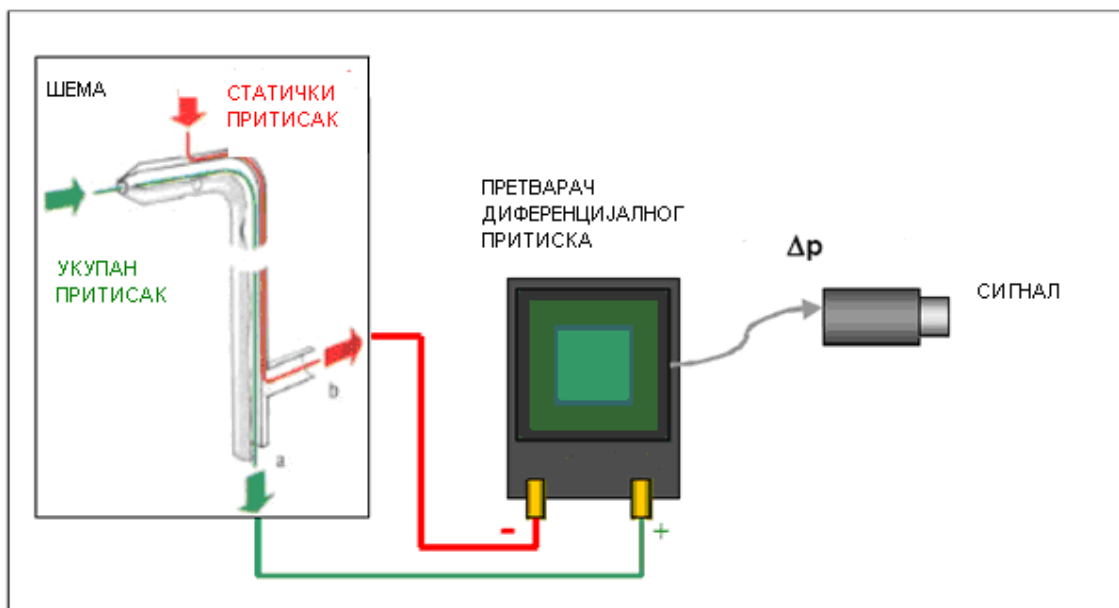 ШЕМА
СТАТИЧКИ
ПРИТИСАК
УКУПАН
ПРИТИСАК
b
a
ПРЕТВАРАЧ
ДИФЕРЕНЦИЈАЛНОГ
ПРИТИСКА
- +
Δp
СИГНАЛ